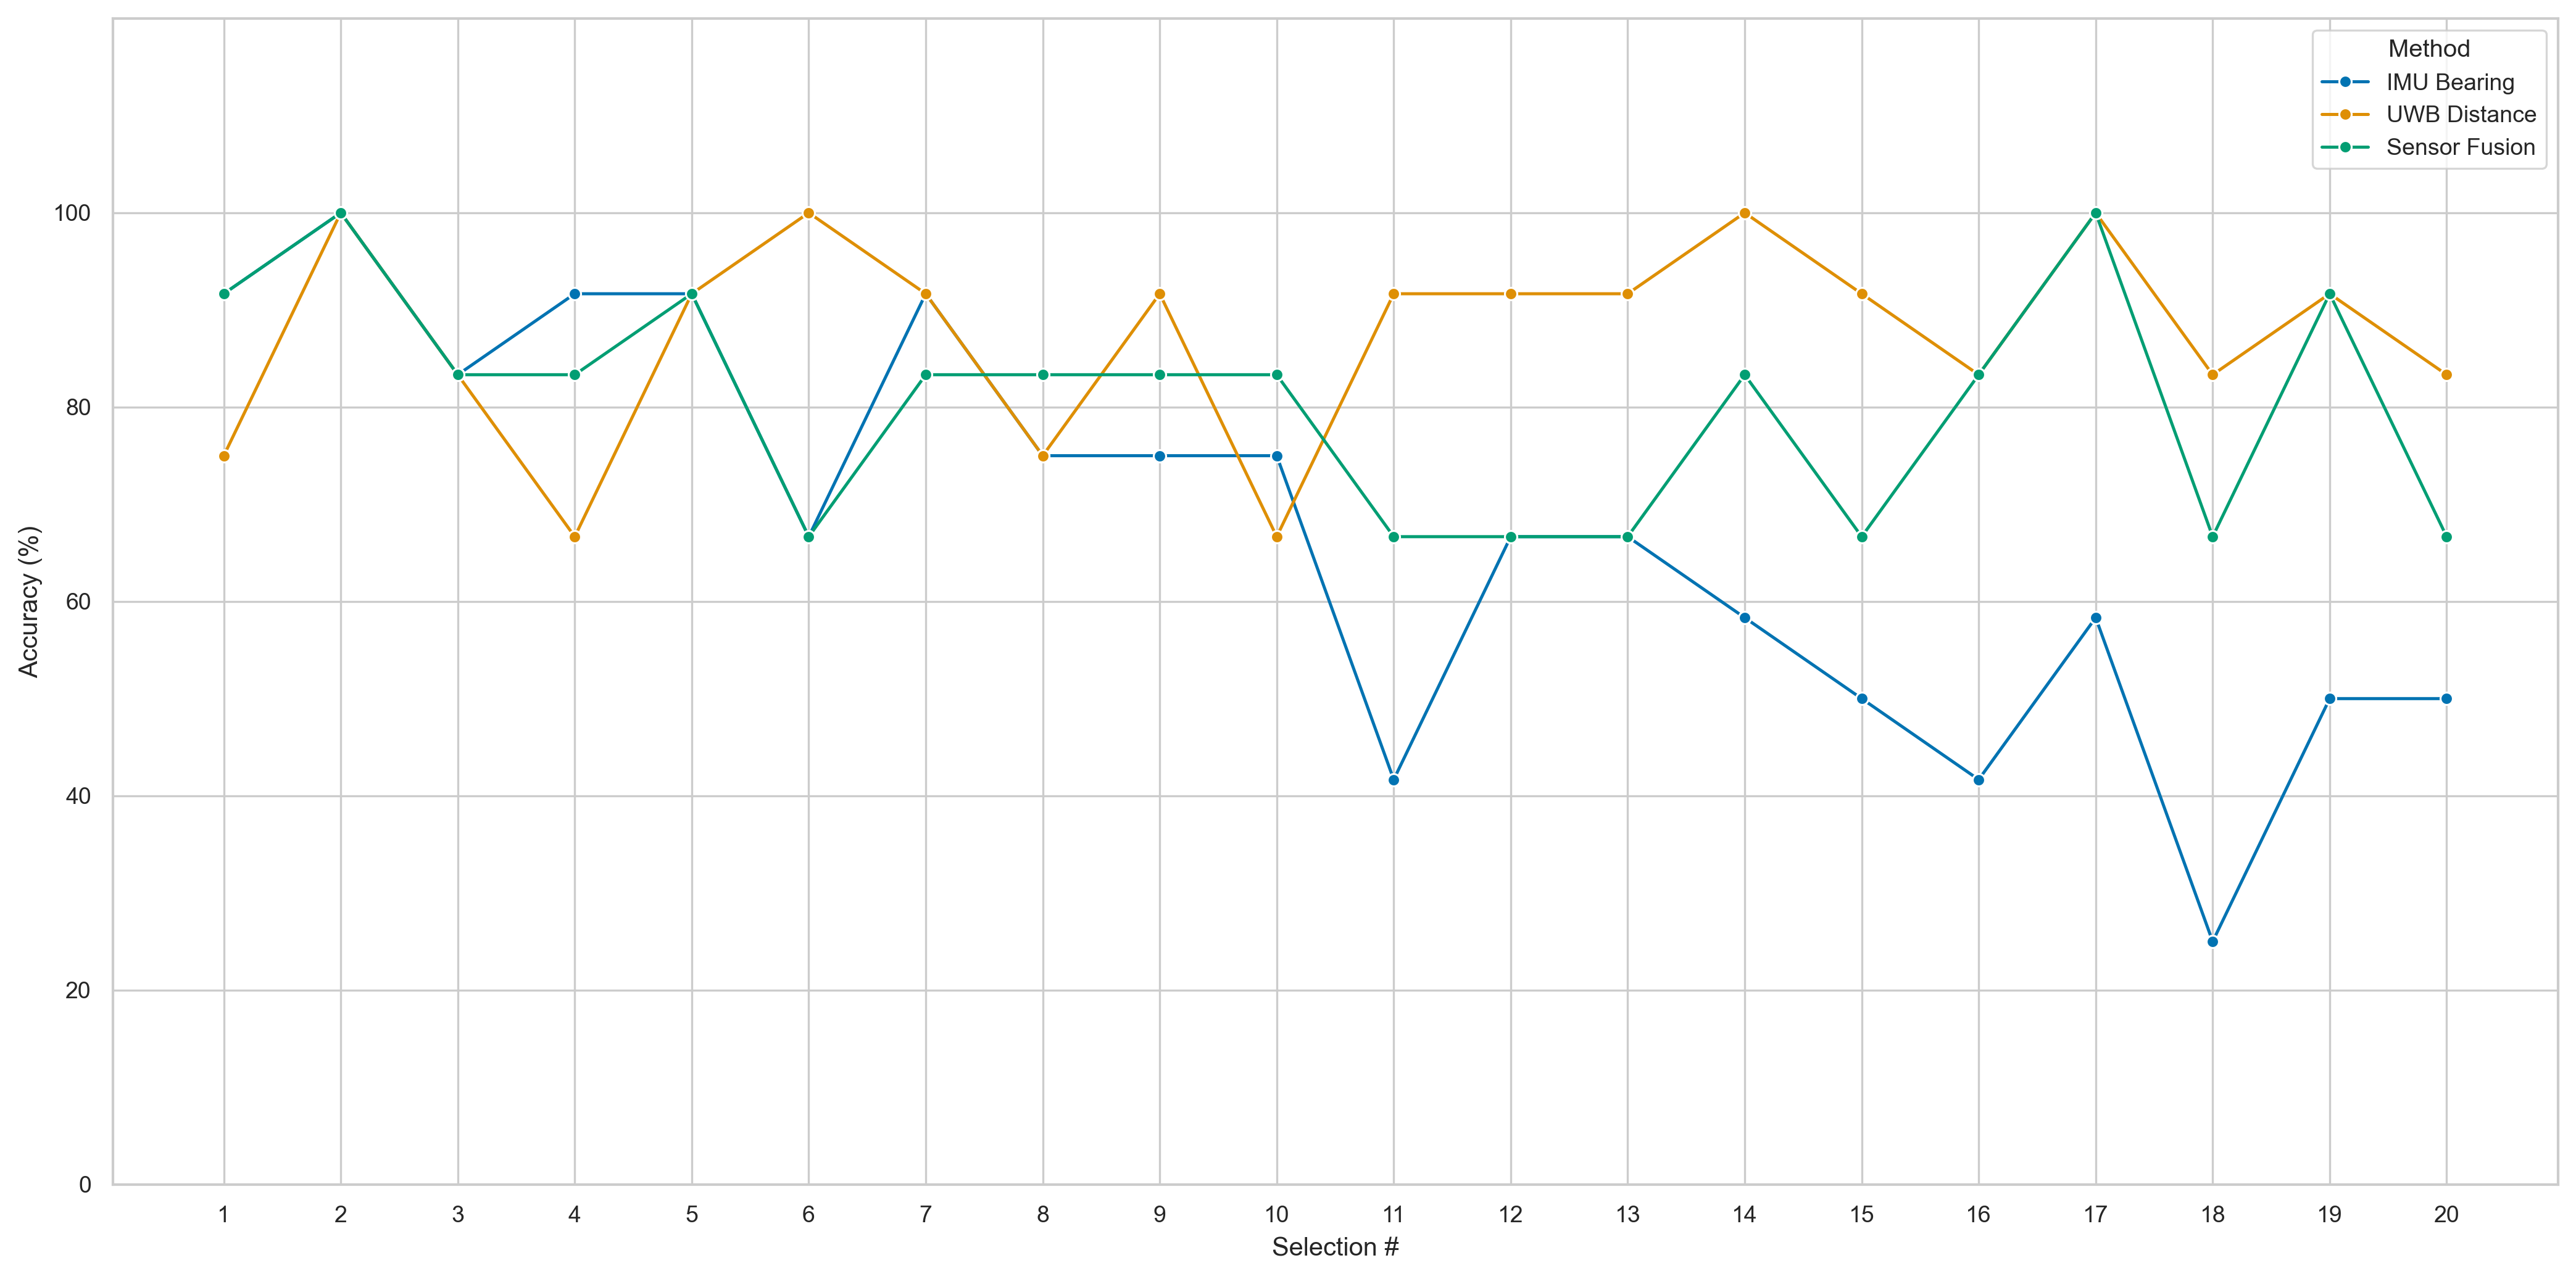 Method
IMU Bearing
UWB Distance
Sensor Fusion
100
80
60
40
20
0
Accuracy (%)
1 2 3 4 5 6 7 8 9 10 11 12 13 14 15 16 17 18 19 20
Selection #